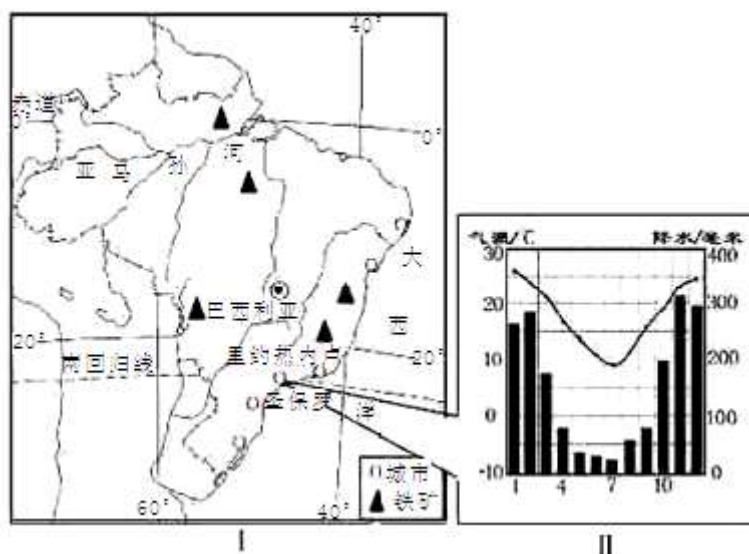 40°
赤道
0°
0°
亚马孙河
大西洋
巴西利亚
20°
里约热内卢
20°
南回归线
圣保罗
60°
40°
○城市
▲铁矿
I
气温/℃
降水/毫米
30
20
10
0
-10
400
300
200
100
0
1 4 7 10
II